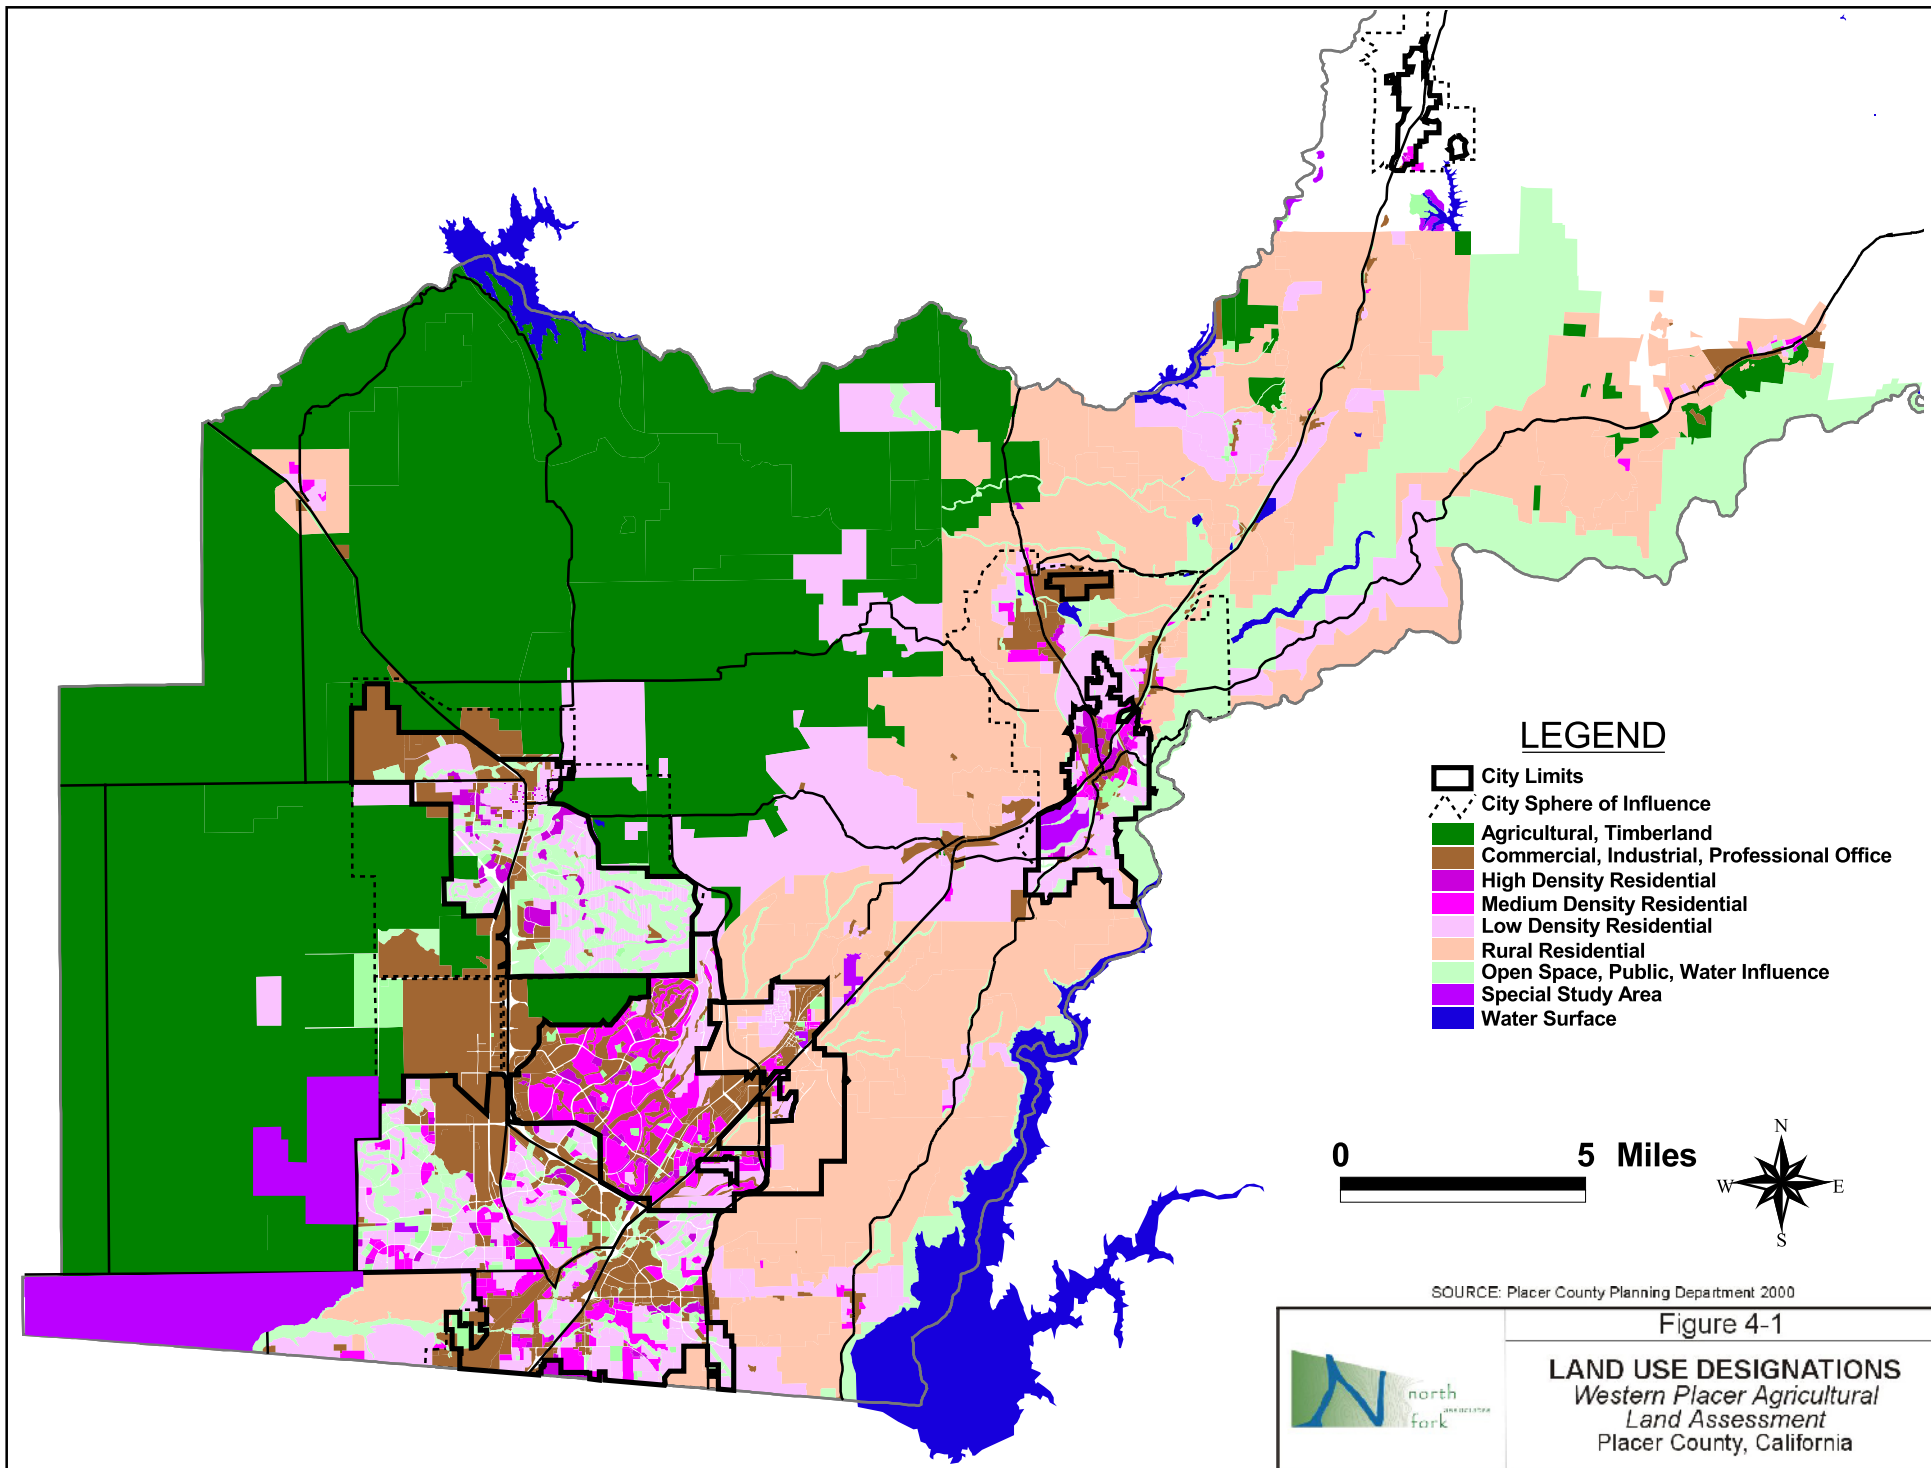 LEGEND
City Limits
City Sphere of Influence
Agricultural, Timberland
Commercial, Industrial, Professional Office
High Density Residential
Medium Density Residential
Low Density Residential
Rural Residential
Open Space, Public, Water Influence
Special Study Area
Water Surface
0 5 Miles
N
W E
S
SOURCE: Placer County Planning Department 2000
Figure 4-1
LAND USE DESIGNATIONS
Western Placer Agricultural
Land Assessment
Placer County, California
north
associates
fork